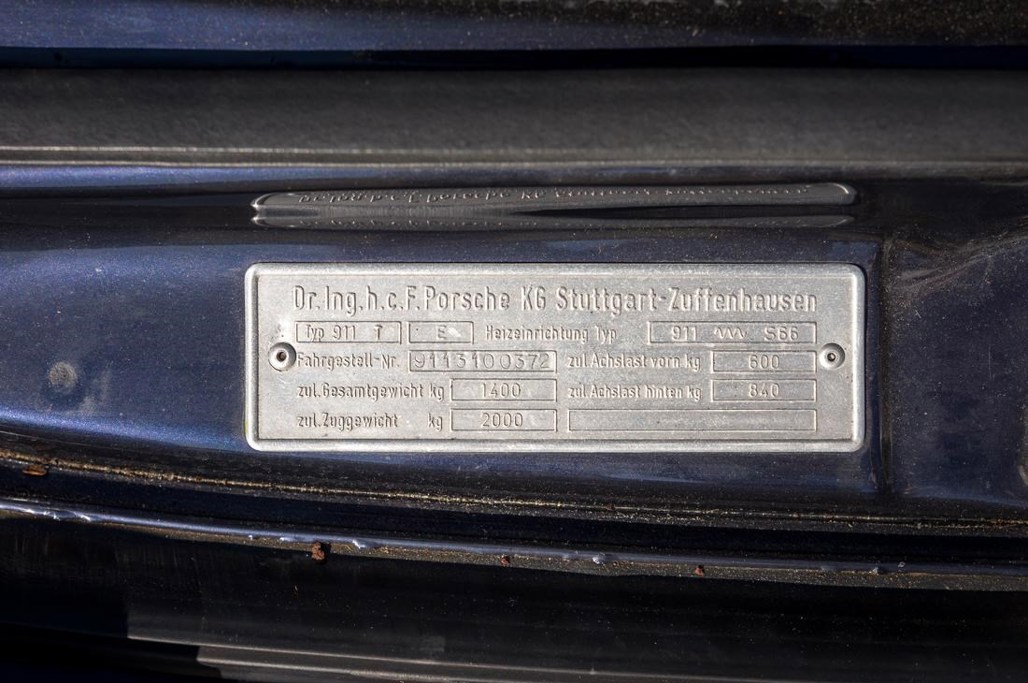 Dr.Ing.h.c.F.Porsche KG Stuttgart-Zuffenhausen
Typ 911 T E Heizeinrichtung Typ 911 S66
Fahrgestell-Nr. 9113100372 zul.Achslast vorn kg 600
zul.Gesamtgewicht kg 1400 zul.Achslast hinten kg 840
zul.Zuggewicht kg 2000